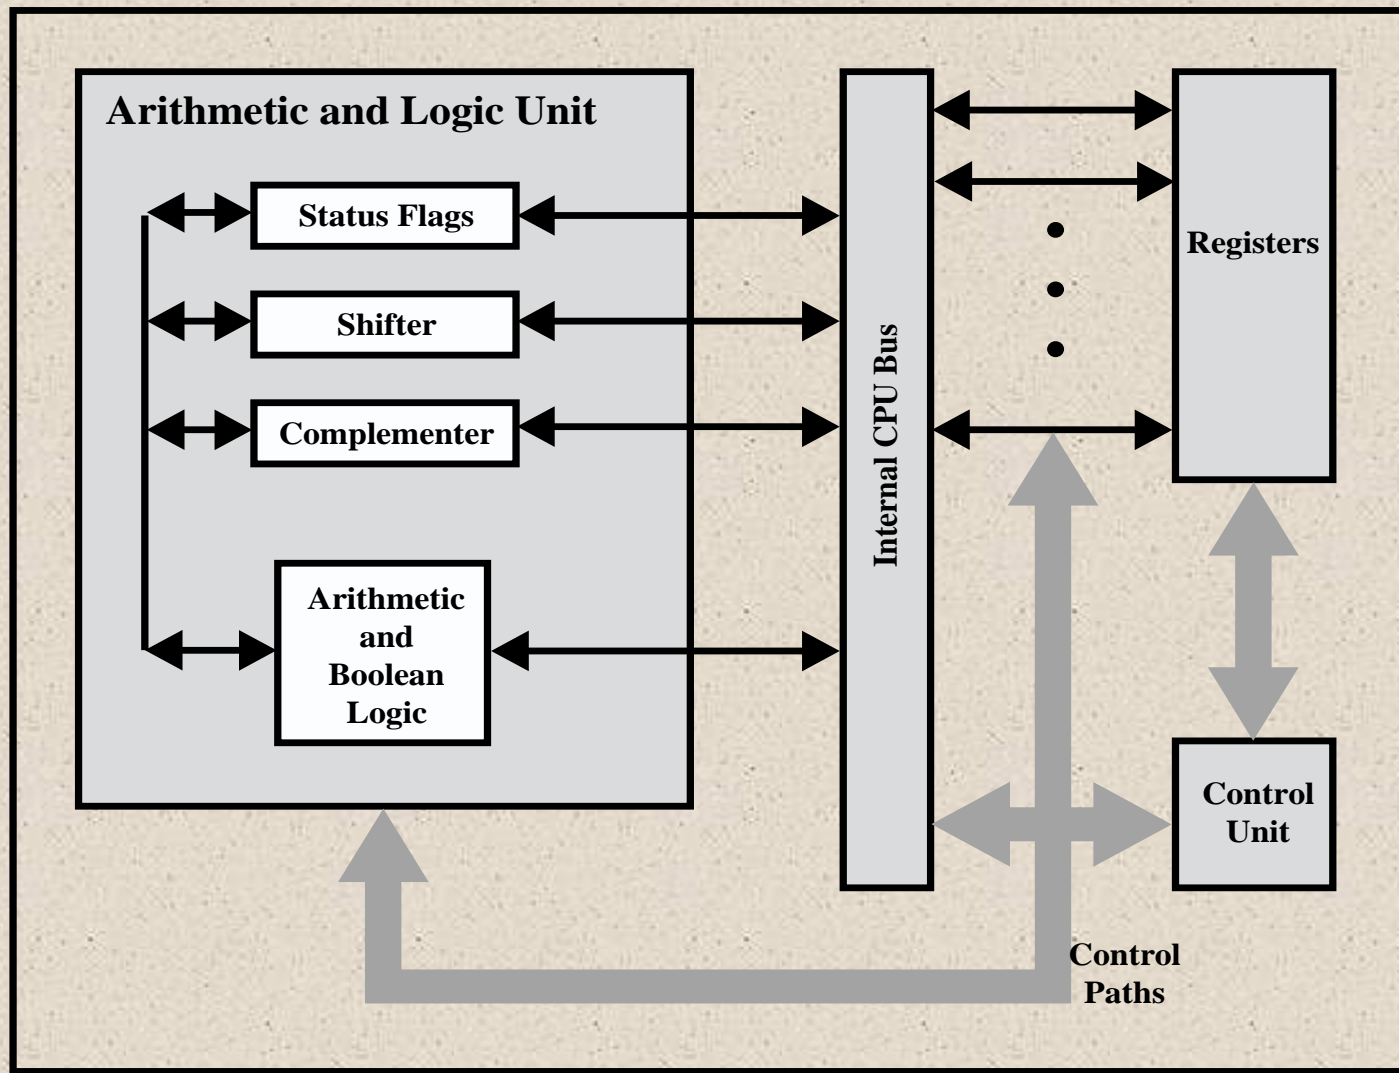 Arithmetic and Logic Unit
Status Flags
Shifter
Complementer
Arithmetic
and
Boolean
Logic
Internal CPU Bus
Registers
Control
Unit
Control
Paths